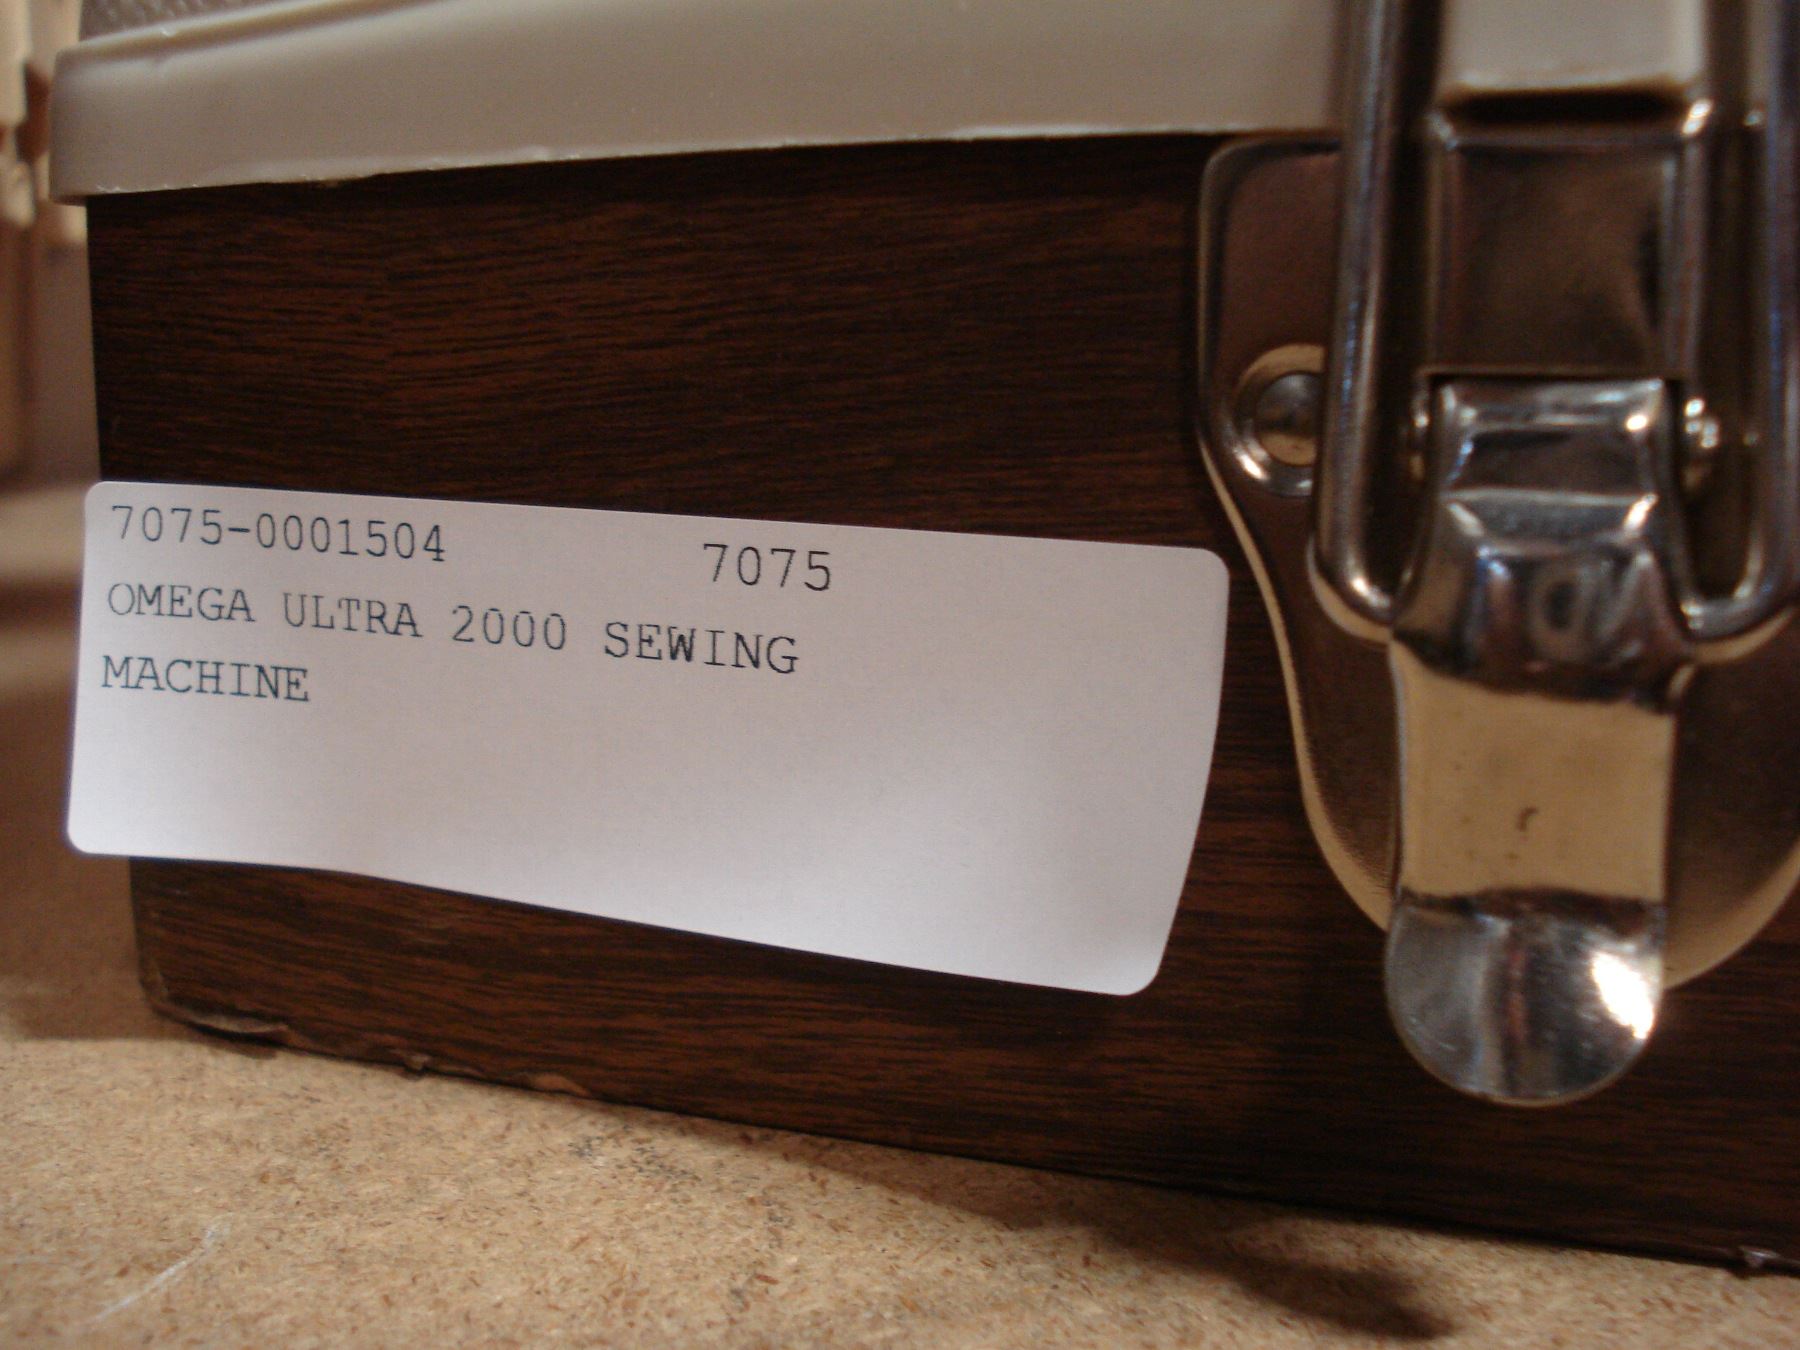 7075-0001504 7075
OMEGA ULTRA 2000 SEWING
MACHINE